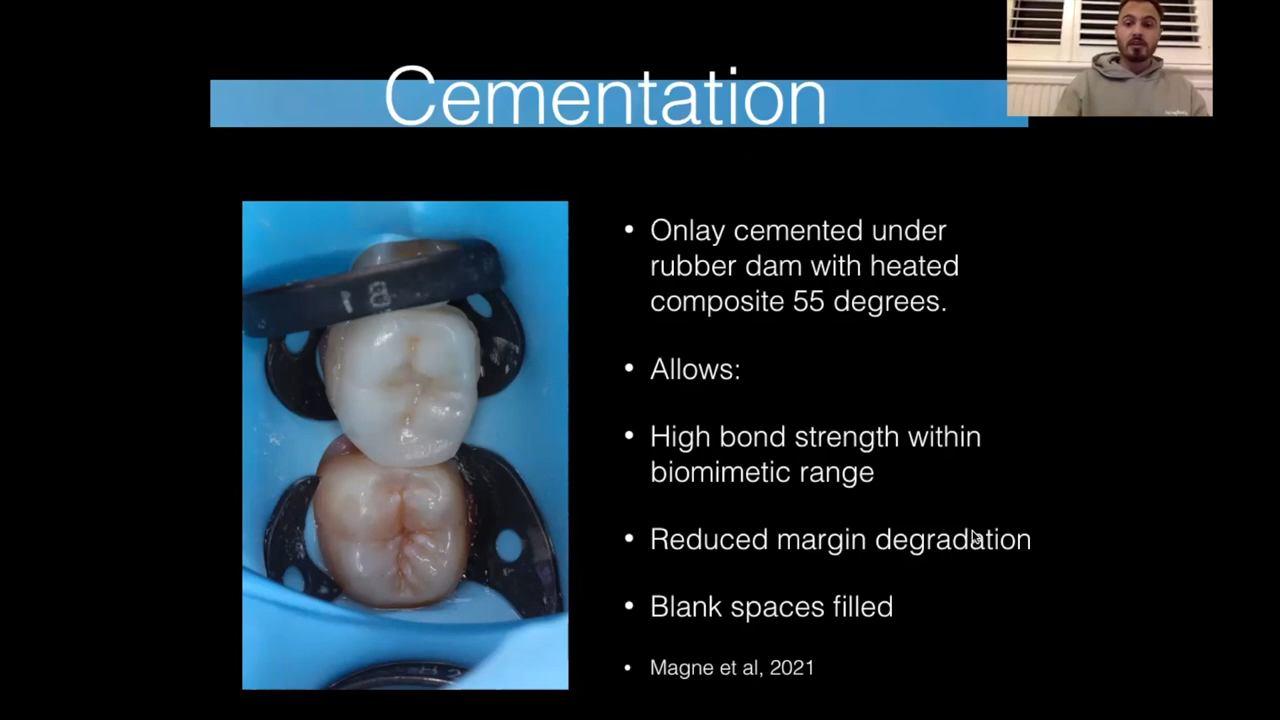 Cementation
• Onlay cemented under
rubber dam with heated
composite 55 degrees.
• Allows:
• High bond strength within
biomimetic range
• Reduced margin degradation
• Blank spaces filled
• Magne et al, 2021